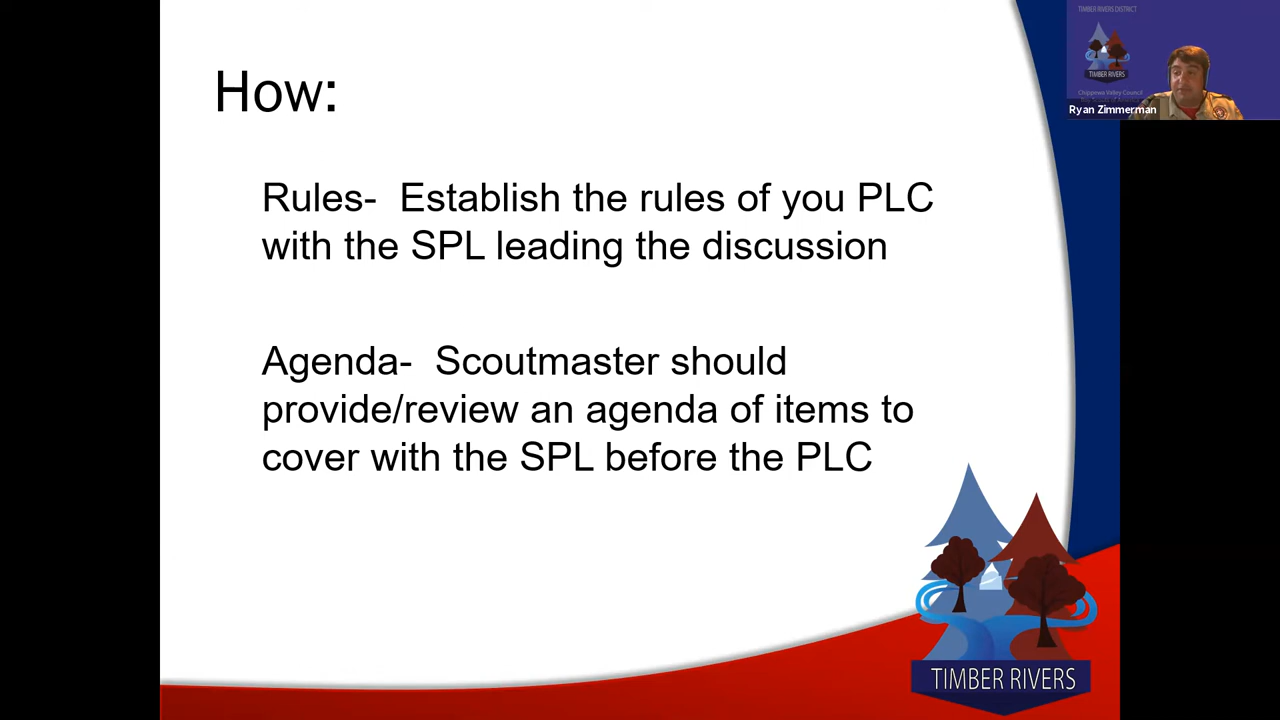 How:
Rules-  Establish the rules of you PLC
with the SPL leading the discussion
Agenda-  Scoutmaster should
provide/review an agenda of items to
cover with the SPL before the PLC
TIMBER RIVERS
TIMBER RIVERS DISTRICT
TIMBER RIVERS
Chippewa Valley Council
Ryan Zimmerman